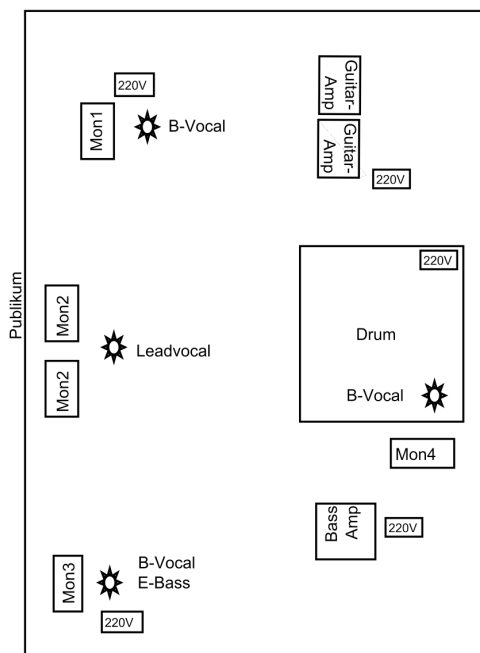 220V
Mon1
B-Vocal
Guitar-
Amp
Guitar-
Amp
220V
Publikum
Mon2
Mon2
Leadvocal
220V
Drum
B-Vocal
Mon4
Bass
Amp
220V
Mon3
B-Vocal
E-Bass
220V